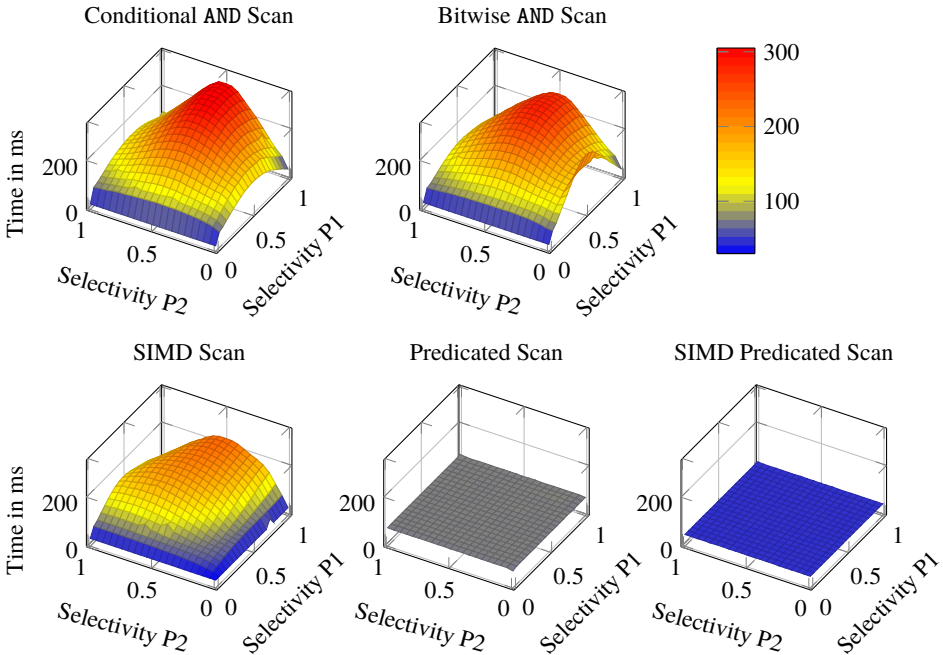 Conditional AND Scan
Bitwise AND Scan
Time in ms
200
0
1
0.5
0
Selectivity P2
0
0.5
1
Selectivity P1
1
0.5
0
Selectivity P2
0
0.5
1
Selectivity P1
200
0
300
200
100
SIMD Scan
Predicated Scan
SIMD Predicated Scan
Time in ms
200
0
1
0.5
0
Selectivity P2
0
0.5
1
Selectivity P1
200
0
1
0.5
0
Selectivity P2
0
0.5
1
Selectivity P1
200
0
1
0.5
0
Selectivity P2
0
0.5
1
Selectivity P1